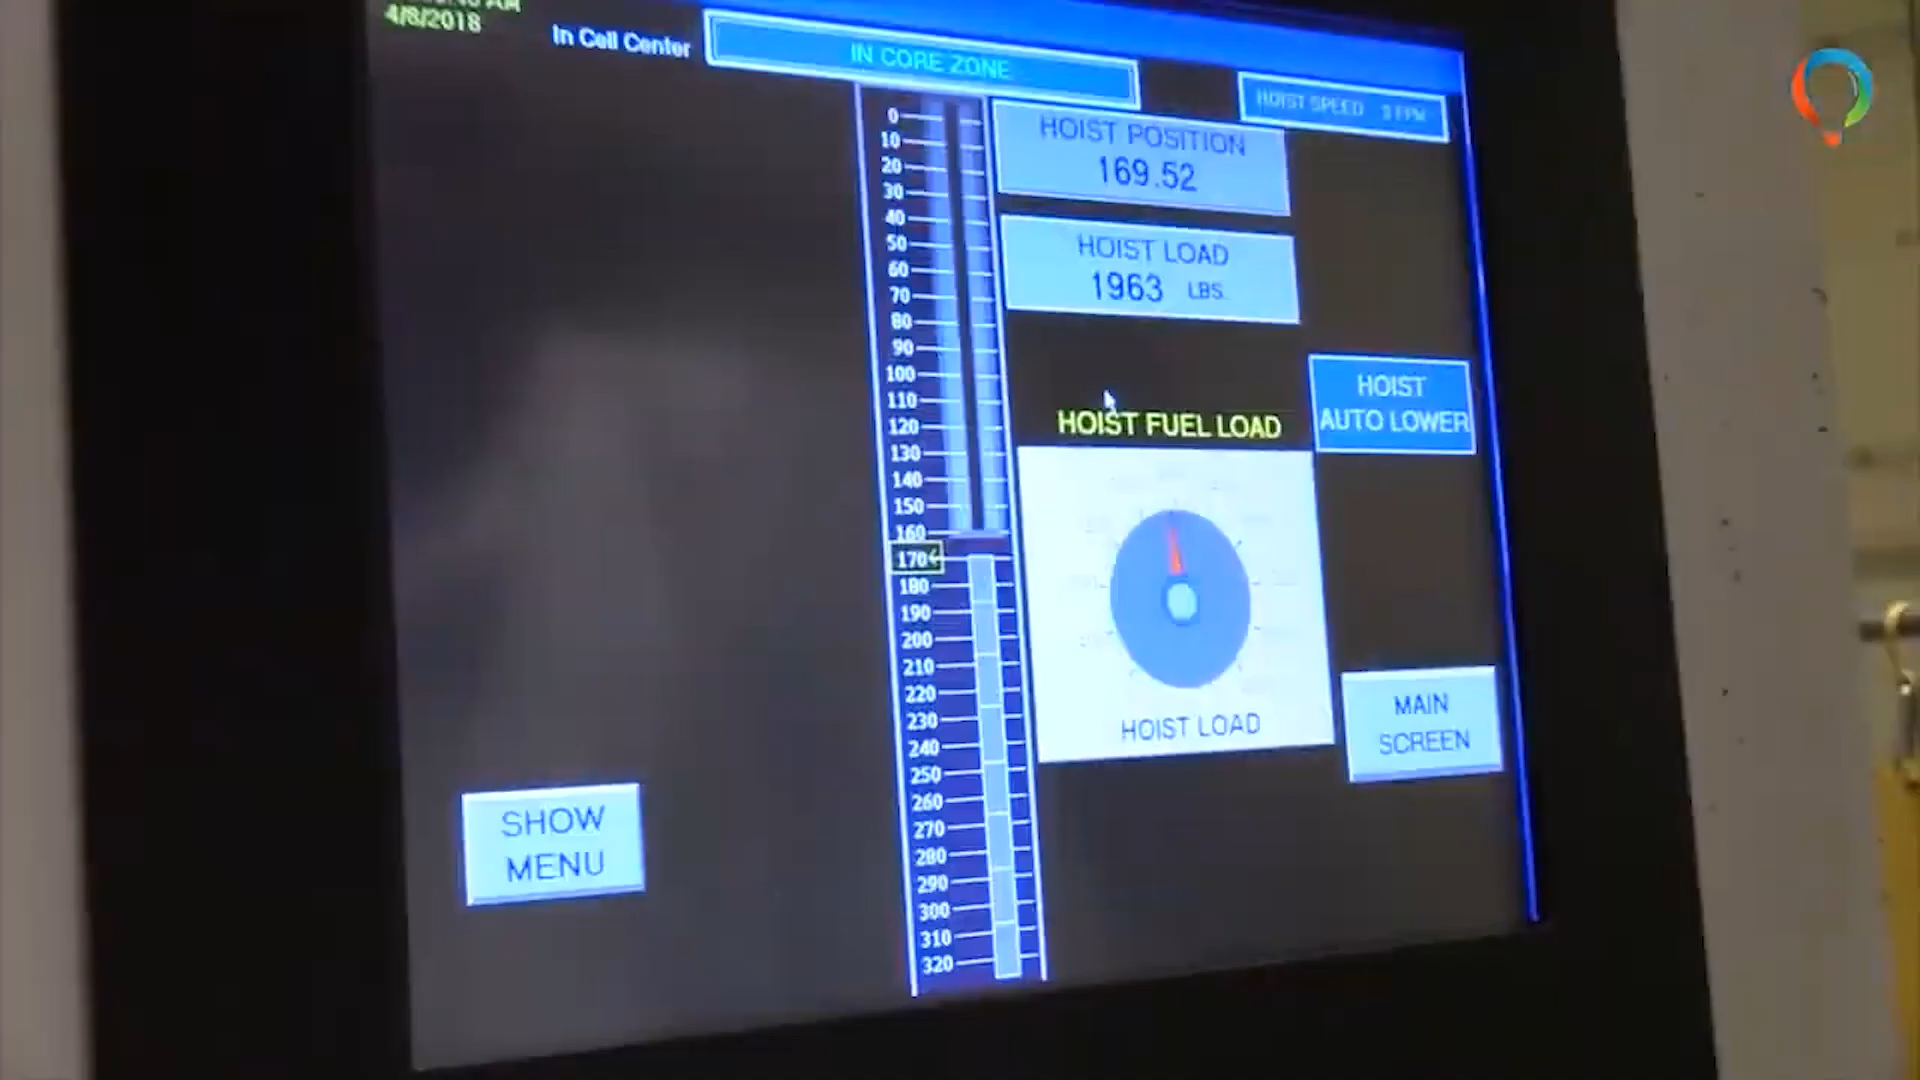 4/8/2018
In Cell Center
IN CORE ZONE
HOIST SPEED
HOIST POSITION
169.52
HOIST LOAD
1963 LBS.
HOIST FUEL LOAD
HOIST
AUTO LOWER
0
10
20
30
40
50
60
70
80
90
100
110
120
130
140
150
160
170
180
190
200
210
220
230
240
250
260
270
280
290
300
310
320
HOIST LOAD
MAIN
SCREEN
SHOW
MENU